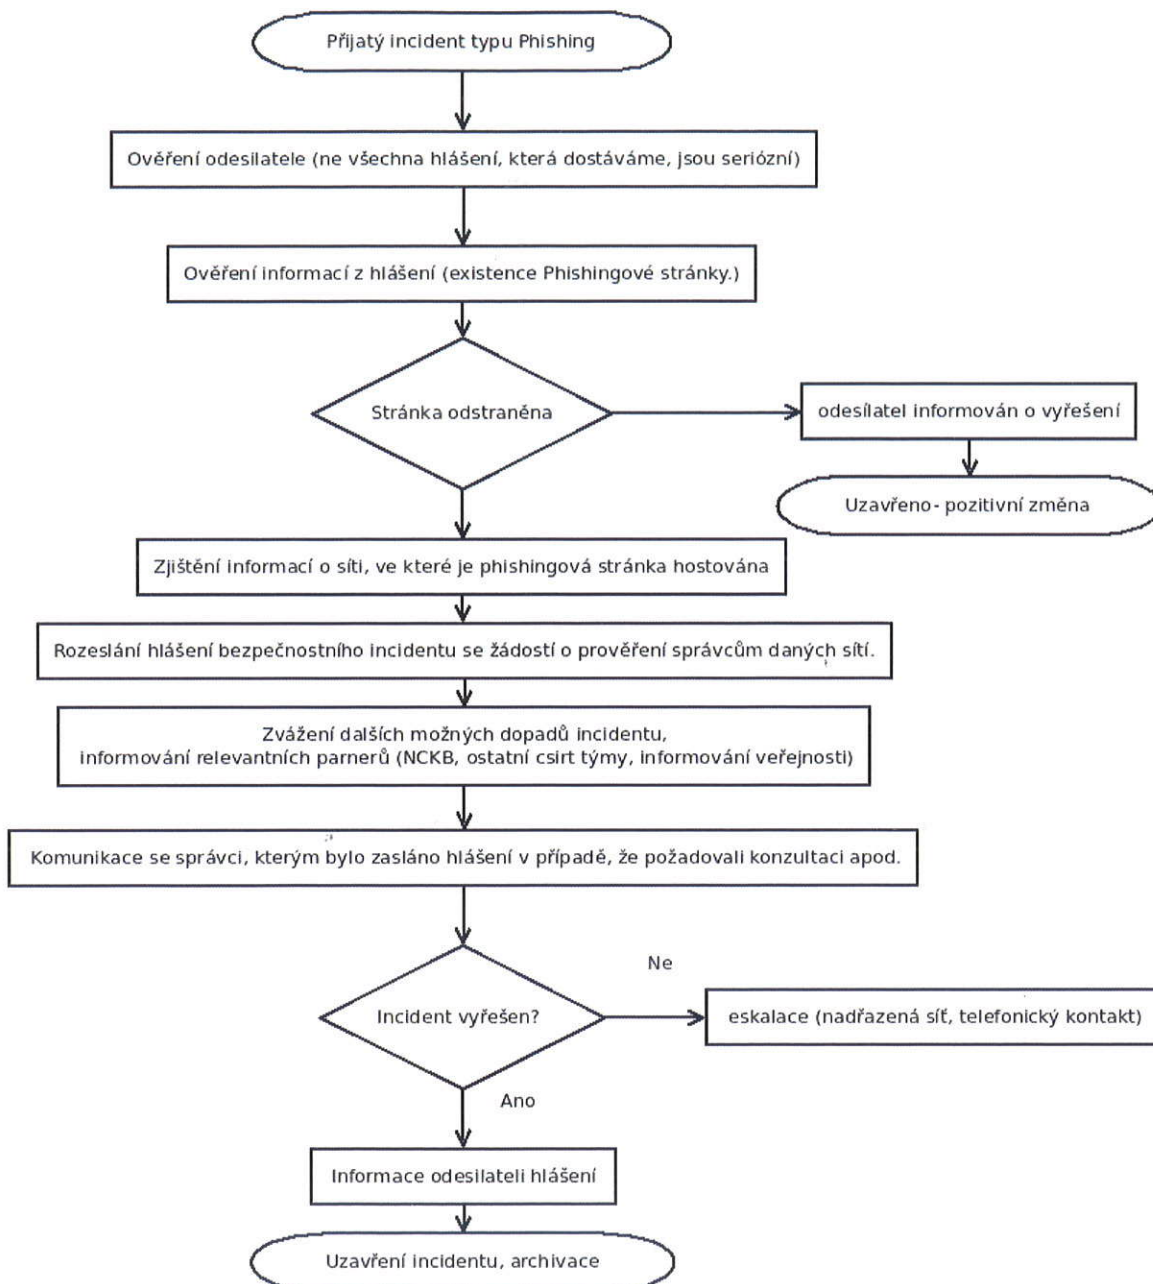 Přijatý incident typu Phishing
Ověření odesilatele (ne všechna hlášení, která dostáváme, jsou seriózní)
Ověření informací z hlášení (existence Phishingové stránky.)
Stránka odstraněna
odesílatel informován o vyřešení
Uzavřeno- pozitivní změna
Zjištění informací o síti, ve které je phishingová stránka hostována
Rozeslání hlášení bezpečnostního incidentu se žádostí o prověření správcům daných sítí.
Zvážení dalších možných dopadů incidentu,
informování relevantních parnerů (NCKB, ostatní csirt týmy, informování veřejnosti)
Komunikace se správci, kterým bylo zasláno hlášení v případě, že požadovali konzultaci apod.
Incident vyřešen?
Ne
eskalace (nadřazená síť, telefonický kontakt)
Ano
Informace odesilateli hlášení
Uzavření incidentu, archivace